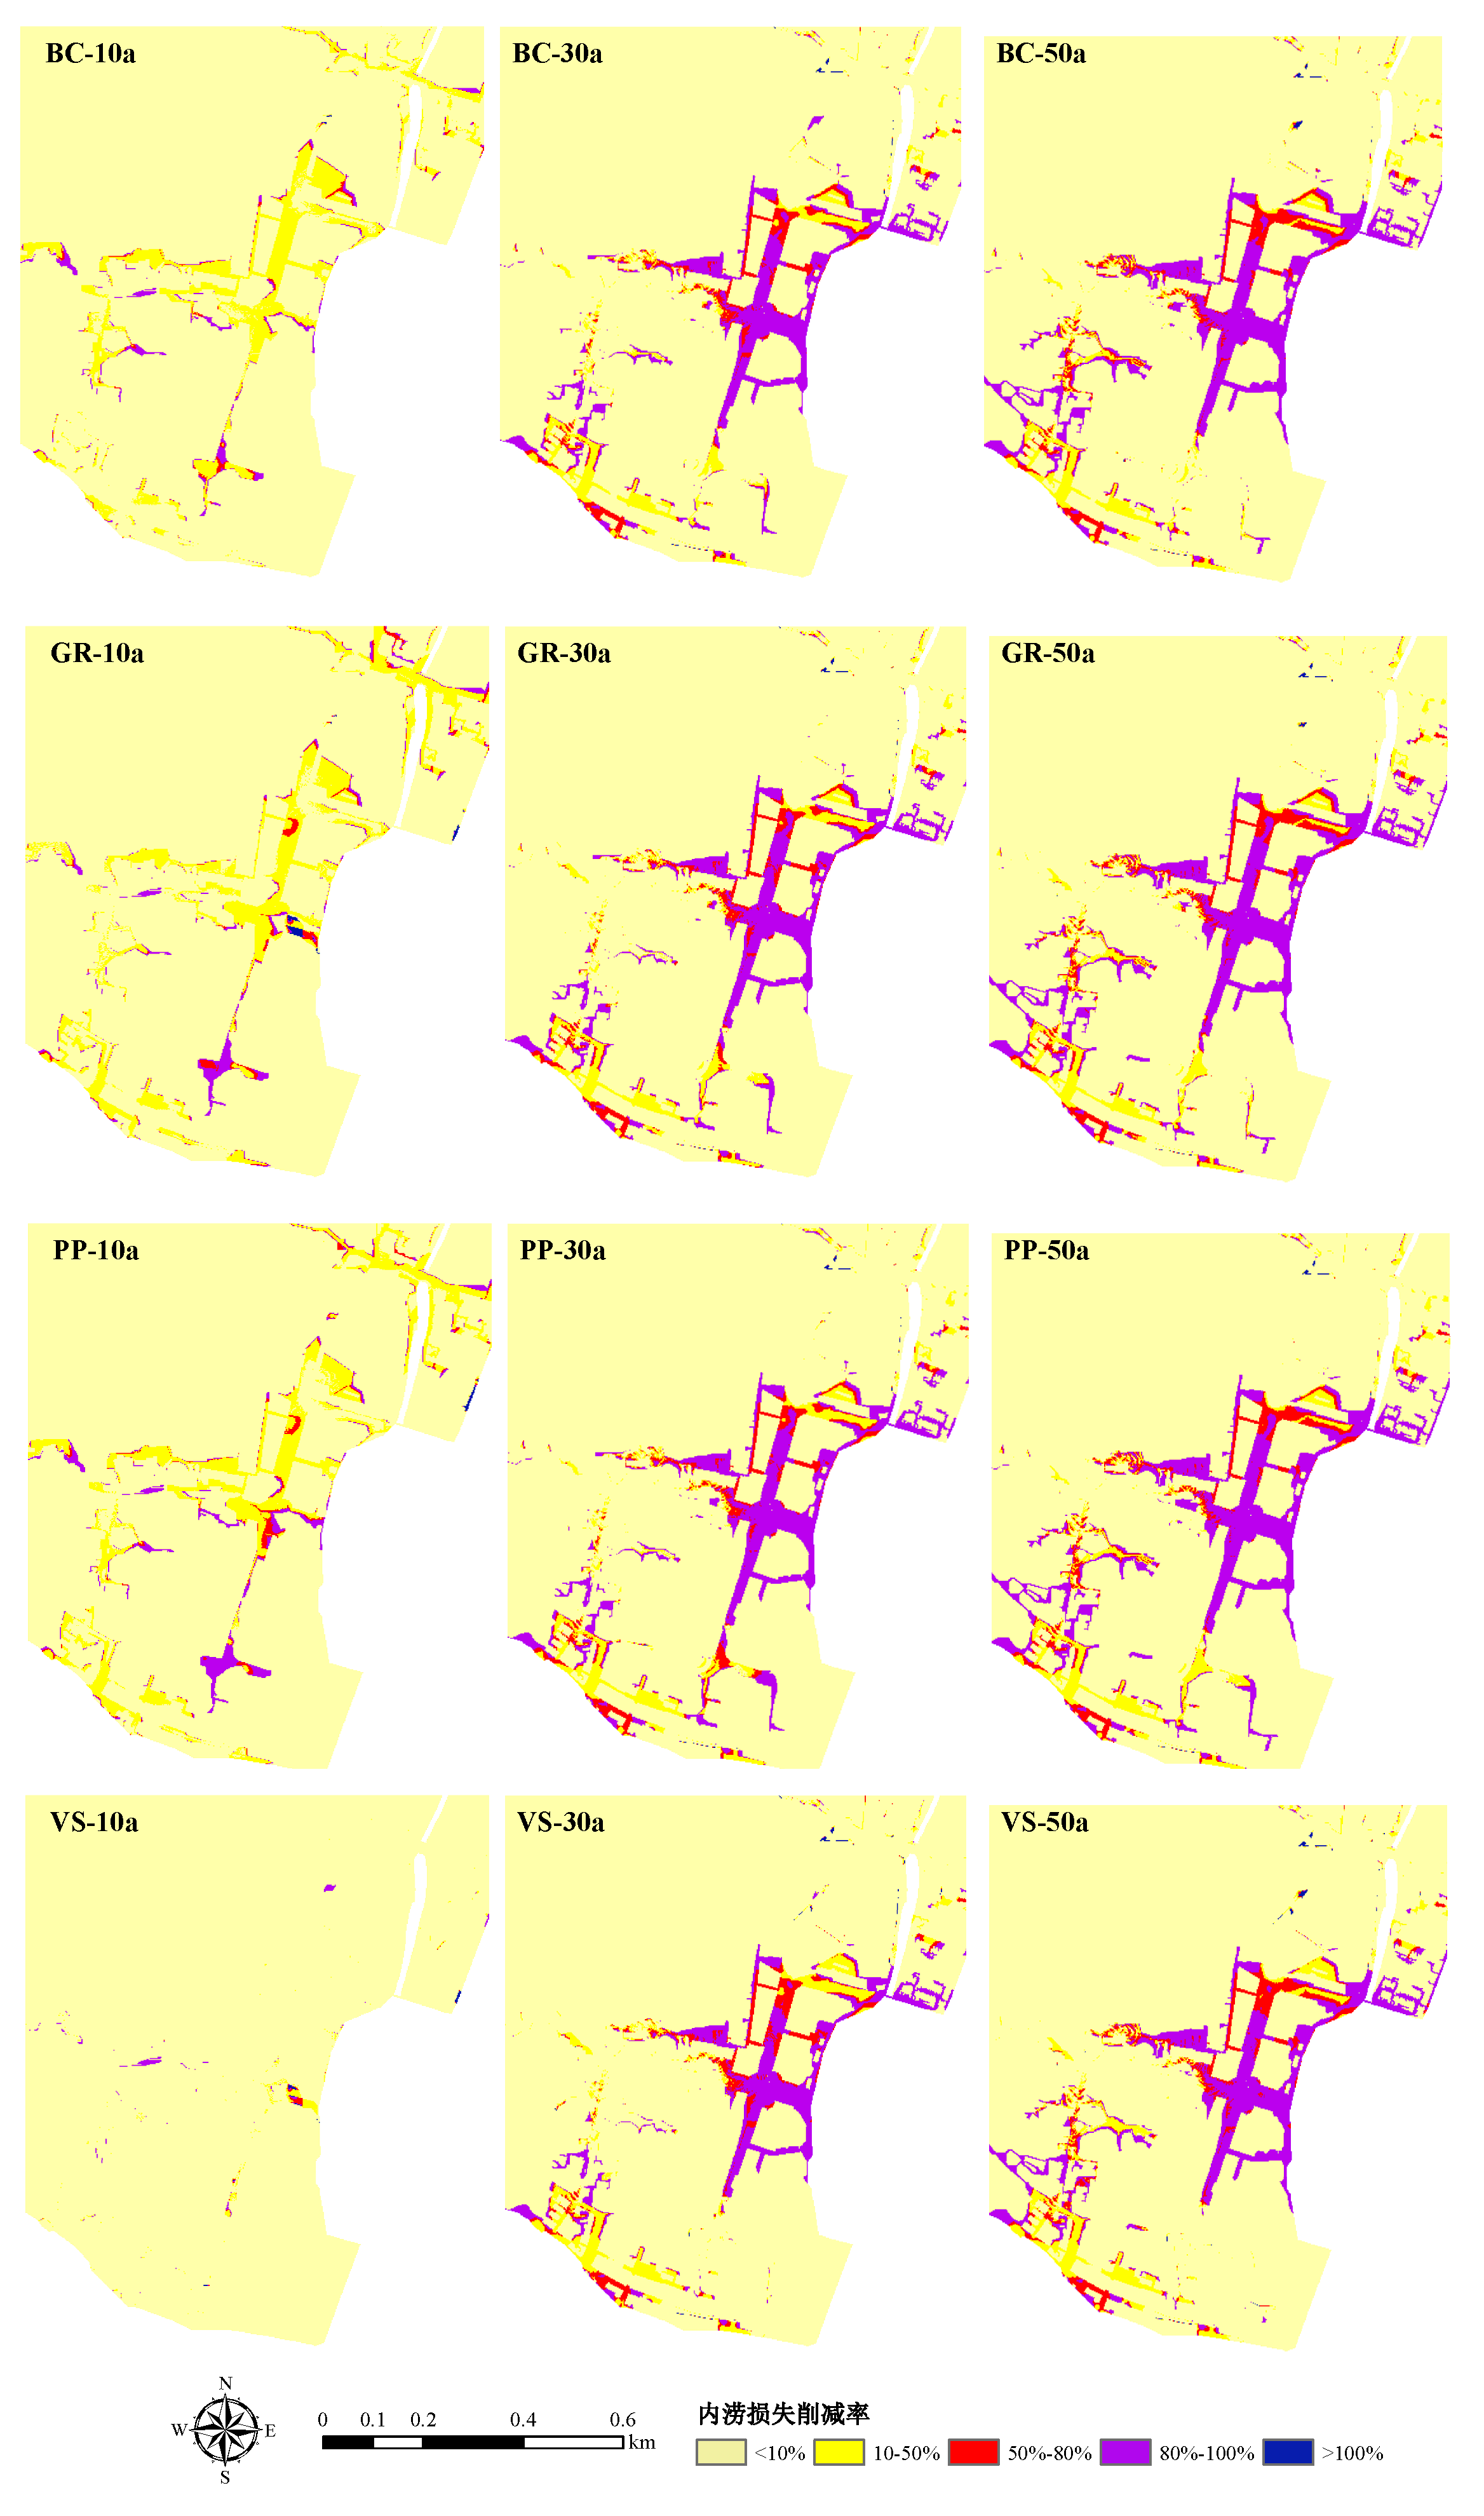 BC-10a
BC-30a
BC-50a
GR-10a
GR-30a
GR-50a
PP-10a
PP-30a
PP-50a
VS-10a
VS-30a
VS-50a
N
W E
S
0 0.1 0.2 0.4 0.6
km
内涝损失削减率
<10% 10-50% 50%-80% 80%-100% >100%